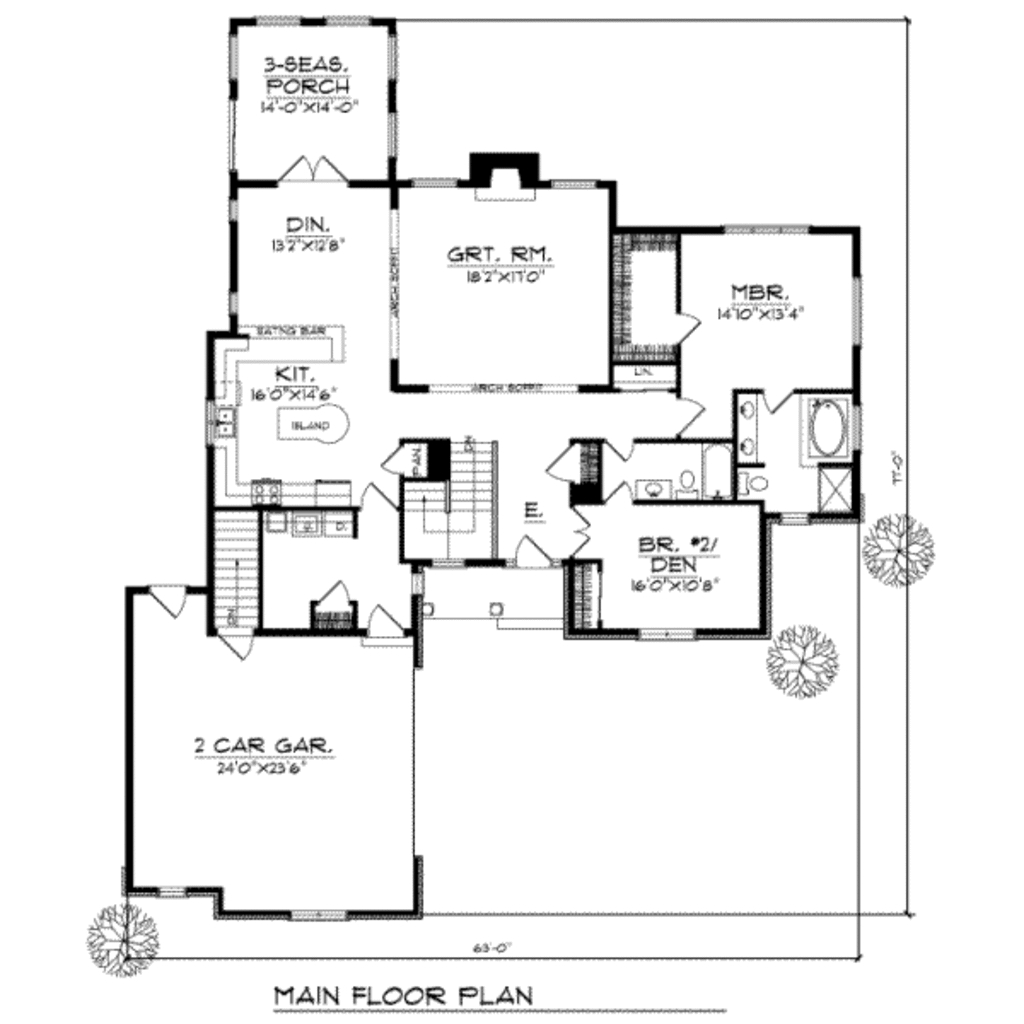 3-SEAS.
PORCH
14'-0"X14'-0"
DIN.
13'2"X12'8"
GRT. RM.
18'2"X17'0"
ARCH SOFFIT
MBR.
14'10"X13'4"
EATING BAR
KIT.
16'0"X14'6"
LIN.
ARCH SOFFIT
ISLAND
DN
PAN.
77'-0"
E.
D.
BR. #2/
DEN
16'0"X10'8"
DN
2 CAR GAR.
24'0"X23'6"
63'-0"
MAIN FLOOR PLAN